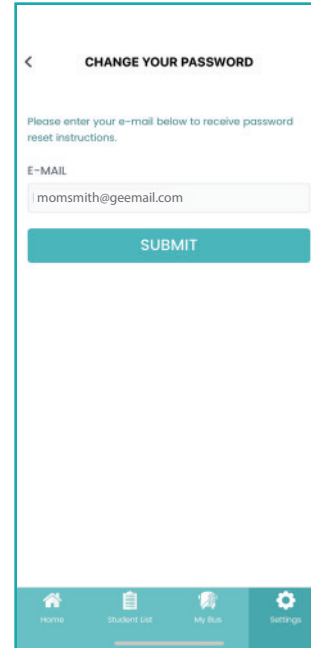 CHANGE YOUR PASSWORD
Please enter your e-mail below to receive password
reset instructions.
E-MAIL
momsmith@geemail.com
SUBMIT
Home
Student List
My Bus
Settings